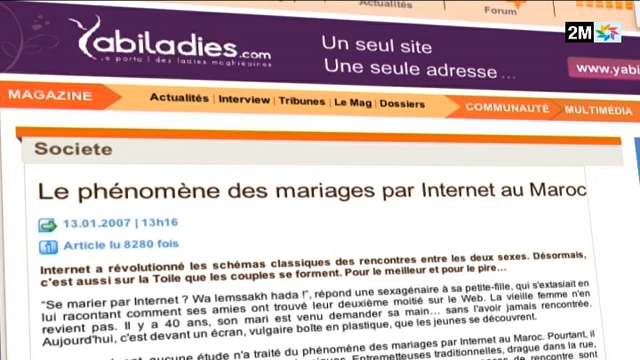 Actualités
Forum
2M
Yabiladies.com
Un seul site
Une seule adresse...
MAGAZINE
Actualités | Interview | Tribunes | Le Mag | Dossiers
COMMUNAUTÉ
MULTIMÉDIA
Societe
Le phénomène des mariages par Internet au Maroc
13.01.2007 | 13h16
Article lu 8280 fois
Internet a révolutionné les schémas classiques des rencontres entre les deux sexes. Désormais,
c'est aussi sur la Toile que les couples se forment. Pour le meilleur et pour le pire...
"Se marier par Internet ? Wa lemssakh hada !", répond une sexagénaire à sa petite-fille, qui s'extasiait en
lui racontant comment ses amies ont trouvé leur deuxième moitié sur le Web. La vieille femme n'en
revient pas. Il y a 40 ans, son mari est venu demander sa main... sans l'avoir jamais rencontrée.
Aujourd'hui, c'est devant un écran, vulgaire boîte en plastique, que les jeunes se découvrent.
aucune étude n'a traité du phénomène des mariages par Internet au Maroc. Pourtant, il
Entremetteuses traditionnelles, drague dans la rue,
de rencontre sont